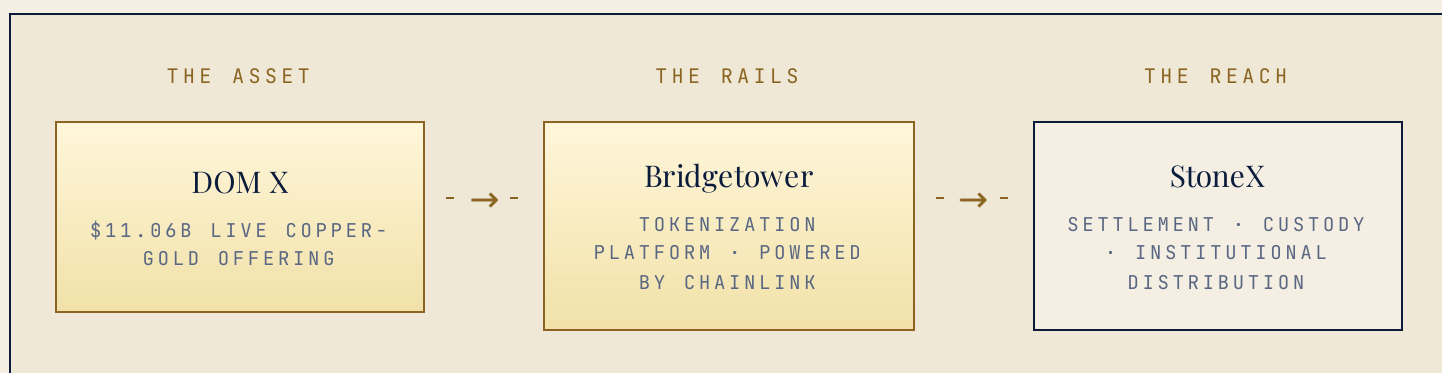 THE ASSET
DOM X
$11.06B LIVE COPPER-
GOLD OFFERING
→
THE RAILS
Bridgetower
TOKENIZATION
PLATFORM · POWERED
BY CHAINLINK
→
THE REACH
StoneX
SETTLEMENT · CUSTODY
· INSTITUTIONAL
DISTRIBUTION